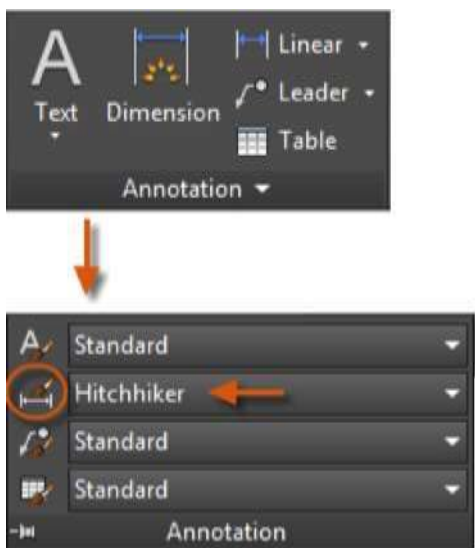 A
Text
Dimension
Linear
Leader
Table
Annotation
A
Standard
Hitchhiker
Standard
Standard
Annotation